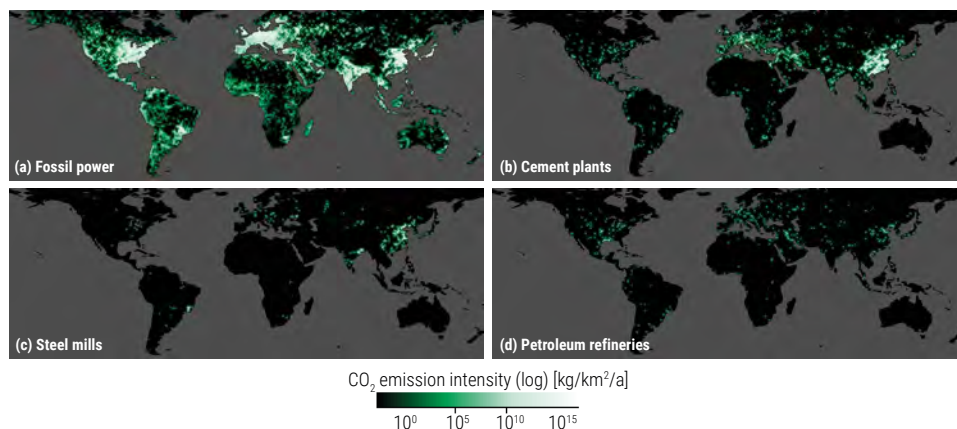 (a) Fossil power
(b) Cement plants
(c) Steel mills
(d) Petroleum refineries
CO₂ emission intensity (log) [kg/km²/a]
10⁰ 10⁵ 10¹⁰ 10¹⁵